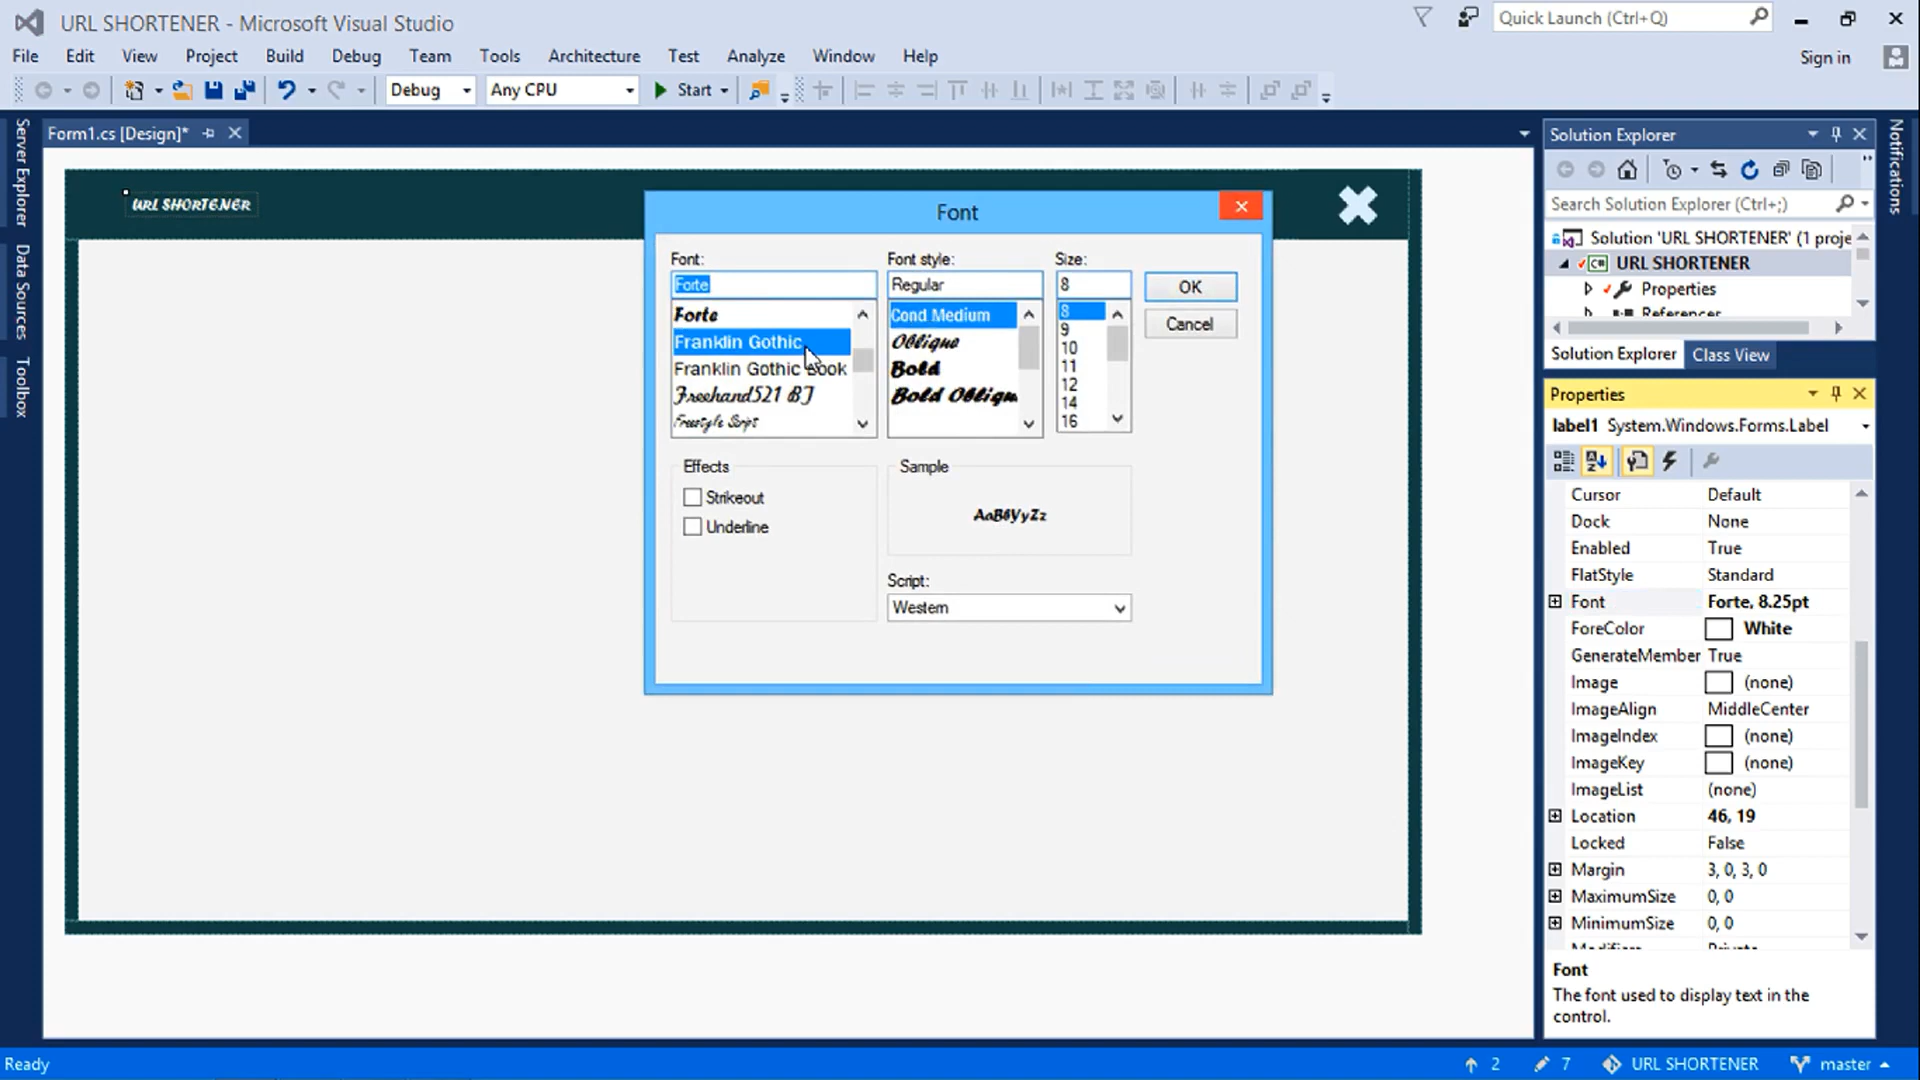 URL SHORTENER - Microsoft Visual Studio
Quick Launch (Ctrl+Q)
File Edit View Project Build Debug Team Tools Architecture Test Analyze Window Help
Sign in
Debug Any CPU Start
Server Explorer
Data Sources
Toolbox
Form1.cs [Design]*
URL SHORTENER
Font
Font:
Forte
Forte
Franklin Gothic
Franklin Gothic Book
Freehand521 BT
Freestyle Script
Font style:
Regular
Cond Medium
Oblique
Bold
Bold Obliqu
Size:
8
8
9
10
11
12
14
16
OK
Cancel
Effects
Strikeout
Underline
Sample
AaBbYyZz
Script:
Western
Solution Explorer
Search Solution Explorer (Ctrl+;)
Solution 'URL SHORTENER' (1 proje
URL SHORTENER
Properties
References
Solution Explorer Class View
Notifications
Properties
label1 System.Windows.Forms.Label
Cursor Default
Dock None
Enabled True
FlatStyle Standard
Font Forte, 8.25pt
ForeColor White
GenerateMember True
Image (none)
ImageAlign MiddleCenter
ImageIndex (none)
ImageKey (none)
ImageList (none)
Location 46, 19
Locked False
Margin 3, 0, 3, 0
MaximumSize 0, 0
MinimumSize 0, 0
Modifiers Private
Font
The font used to display text in the
control.
Ready
2 7 URL SHORTENER master